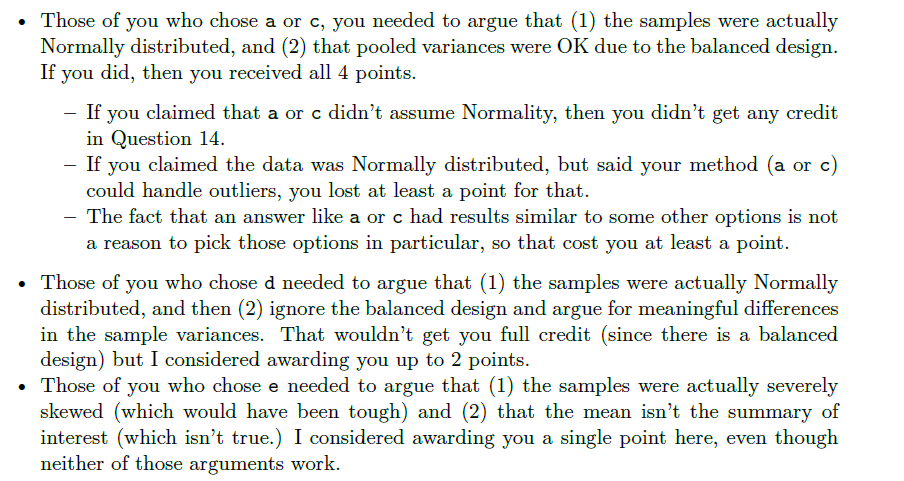 • Those of you who chose a or c, you needed to argue that (1) the samples were actually
Normally distributed, and (2) that pooled variances were OK due to the balanced design.
If you did, then you received all 4 points.
– If you claimed that a or c didn't assume Normality, then you didn't get any credit
in Question 14.
– If you claimed the data was Normally distributed, but said your method (a or c)
could handle outliers, you lost at least a point for that.
– The fact that an answer like a or c had results similar to some other options is not
a reason to pick those options in particular, so that cost you at least a point.
• Those of you who chose d needed to argue that (1) the samples were actually Normally
distributed, and then (2) ignore the balanced design and argue for meaningful differences
in the sample variances. That wouldn't get you full credit (since there is a balanced
design) but I considered awarding you up to 2 points.
• Those of you who chose e needed to argue that (1) the samples were actually severely
skewed (which would have been tough) and (2) that the mean isn't the summary of
interest (which isn't true.) I considered awarding you a single point here, even though
neither of those arguments work.